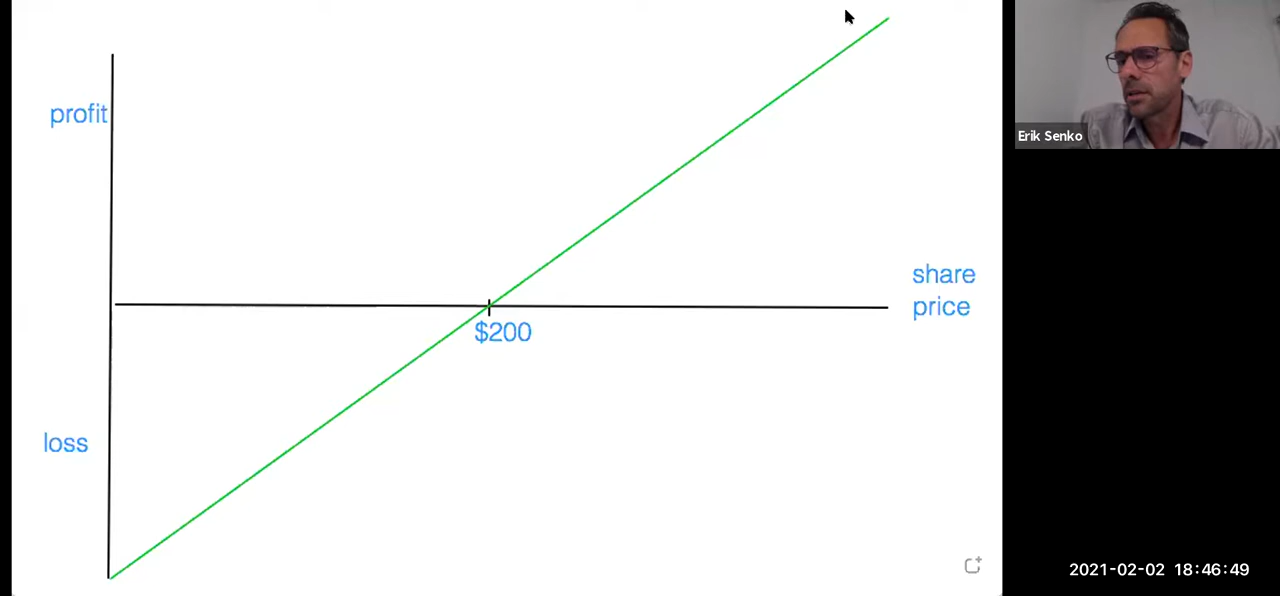 profit
share
price
$200
loss
Erik Senko
2021-02-02 18:46:49